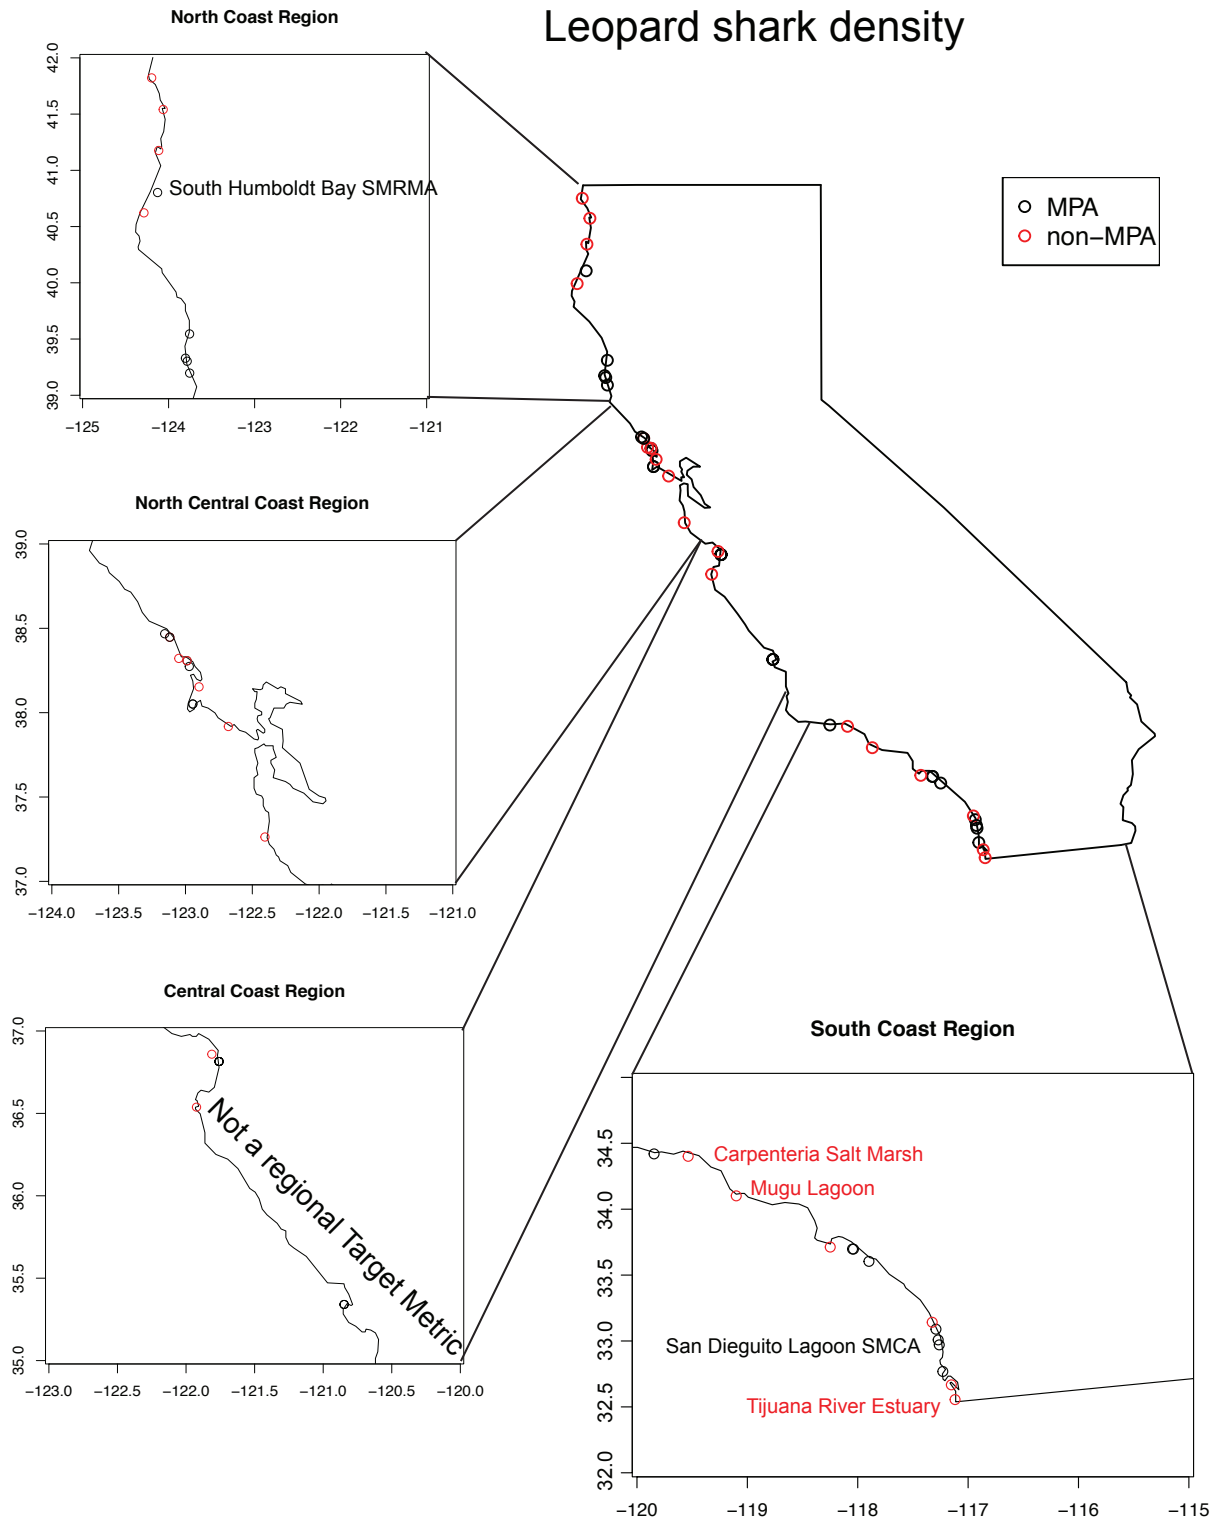 Leopard shark density
North Coast Region
42.0
41.5
41.0
40.5
40.0
39.5
39.0
South Humboldt Bay SMRMA
−125 −124 −123 −122 −121
MPA
non−MPA
North Central Coast Region
39.0
38.5
38.0
37.5
37.0
−124.0 −123.5 −123.0 −122.5 −122.0 −121.5 −121.0
Central Coast Region
37.0
36.5
36.0
35.5
35.0
Not a regional Target Metric
−123.0 −122.5 −122.0 −121.5 −121.0 −120.5 −120.0
South Coast Region
34.5
34.0
33.5
33.0
32.5
32.0
Carpenteria Salt Marsh
Mugu Lagoon
San Dieguito Lagoon SMCA
Tijuana River Estuary
−120 −119 −118 −117 −116 −115